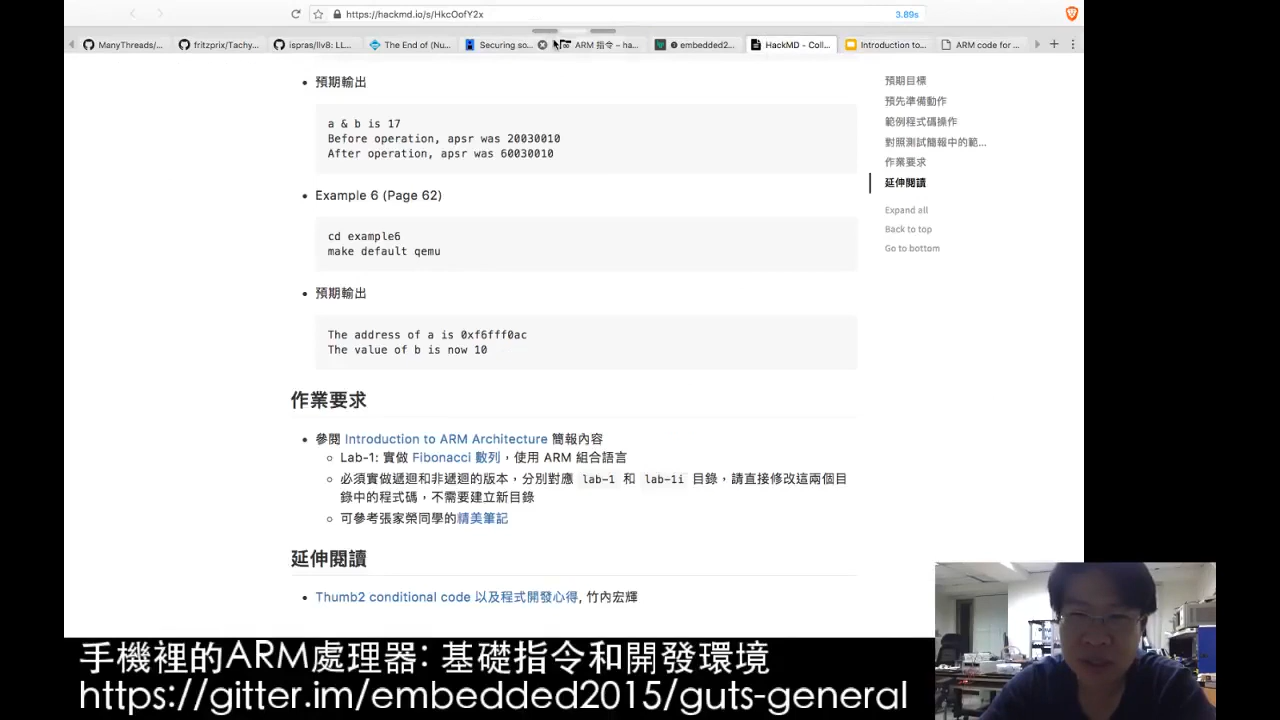 https://hackmd.io/s/HkcOofY2x
3.89s
ManyThreads/...
fritzprix/Tachy...
ispras/llv8: LL...
The End of (Nu...
Securing so...
ARM 指令 – ha...
embedded2...
HackMD - Coll...
Introduction to...
ARM code for ...
預期輸出
a & b is 17
Before operation, apsr was 20030010
After operation, apsr was 60030010
Example 6 (Page 62)
cd example6
make default qemu
預期輸出
The address of a is 0xf6fff0ac
The value of b is now 10
作業要求
參閱 Introduction to ARM Architecture 簡報內容
Lab-1: 實做 Fibonacci 數列，使用 ARM 組合語言
必須實做遞迴和非遞迴的版本，分別對應 lab-1 和 lab-1i 目錄，請直接修改這兩個目
錄中的程式碼，不需要建立新目錄
可參考張家榮同學的精美筆記
延伸閱讀
Thumb2 conditional code 以及程式開發心得, 竹內宏輝
預期目標
預先準備動作
範例程式碼操作
對照測試簡報中的範...
作業要求
延伸閱讀
Expand all
Back to top
Go to bottom
手機裡的ARM處理器: 基礎指令和開發環境
https://gitter.im/embedded2015/guts-general